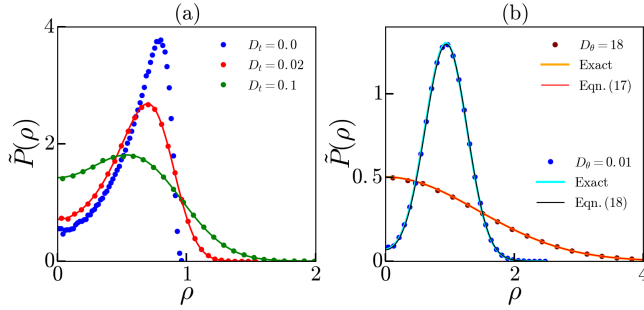 (a)
4
2
0
0
1
2
P̃(ρ)
ρ
D_t = 0.0
D_t = 0.02
D_t = 0.1
(b)
1
0.5
0
0
2
4
P̃(ρ)
ρ
D_θ = 18
Exact
Eqn. (17)
D_θ = 0.01
Exact
Eqn. (18)